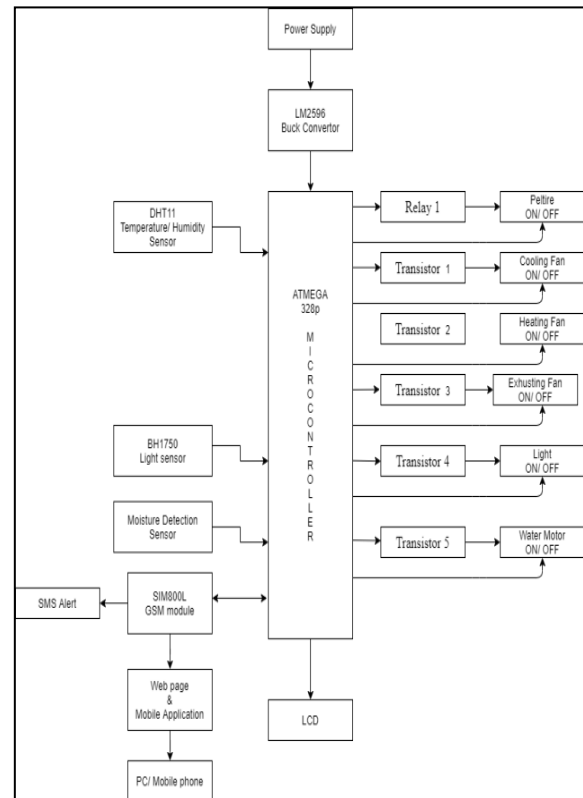 Power Supply
LM2596
Buck Convertor
DHT11
Temperature/ Humidity
Sensor
ATMEGA
328p
M
I
C
R
O
C
O
N
T
R
O
L
L
E
R
Relay 1
Peltire
ON/ OFF
Transistor 1
Cooling Fan
ON/ OFF
Transistor 2
Heating Fan
ON/ OFF
Transistor 3
Exhusting Fan
ON/ OFF
BH1750
Light sensor
Transistor 4
Light
ON/ OFF
Moisture Detection
Sensor
Transistor 5
Water Motor
ON/ OFF
SMS Alert
SIM800L
GSM module
Web page
&
Mobile Application
LCD
PC/ Mobile phone